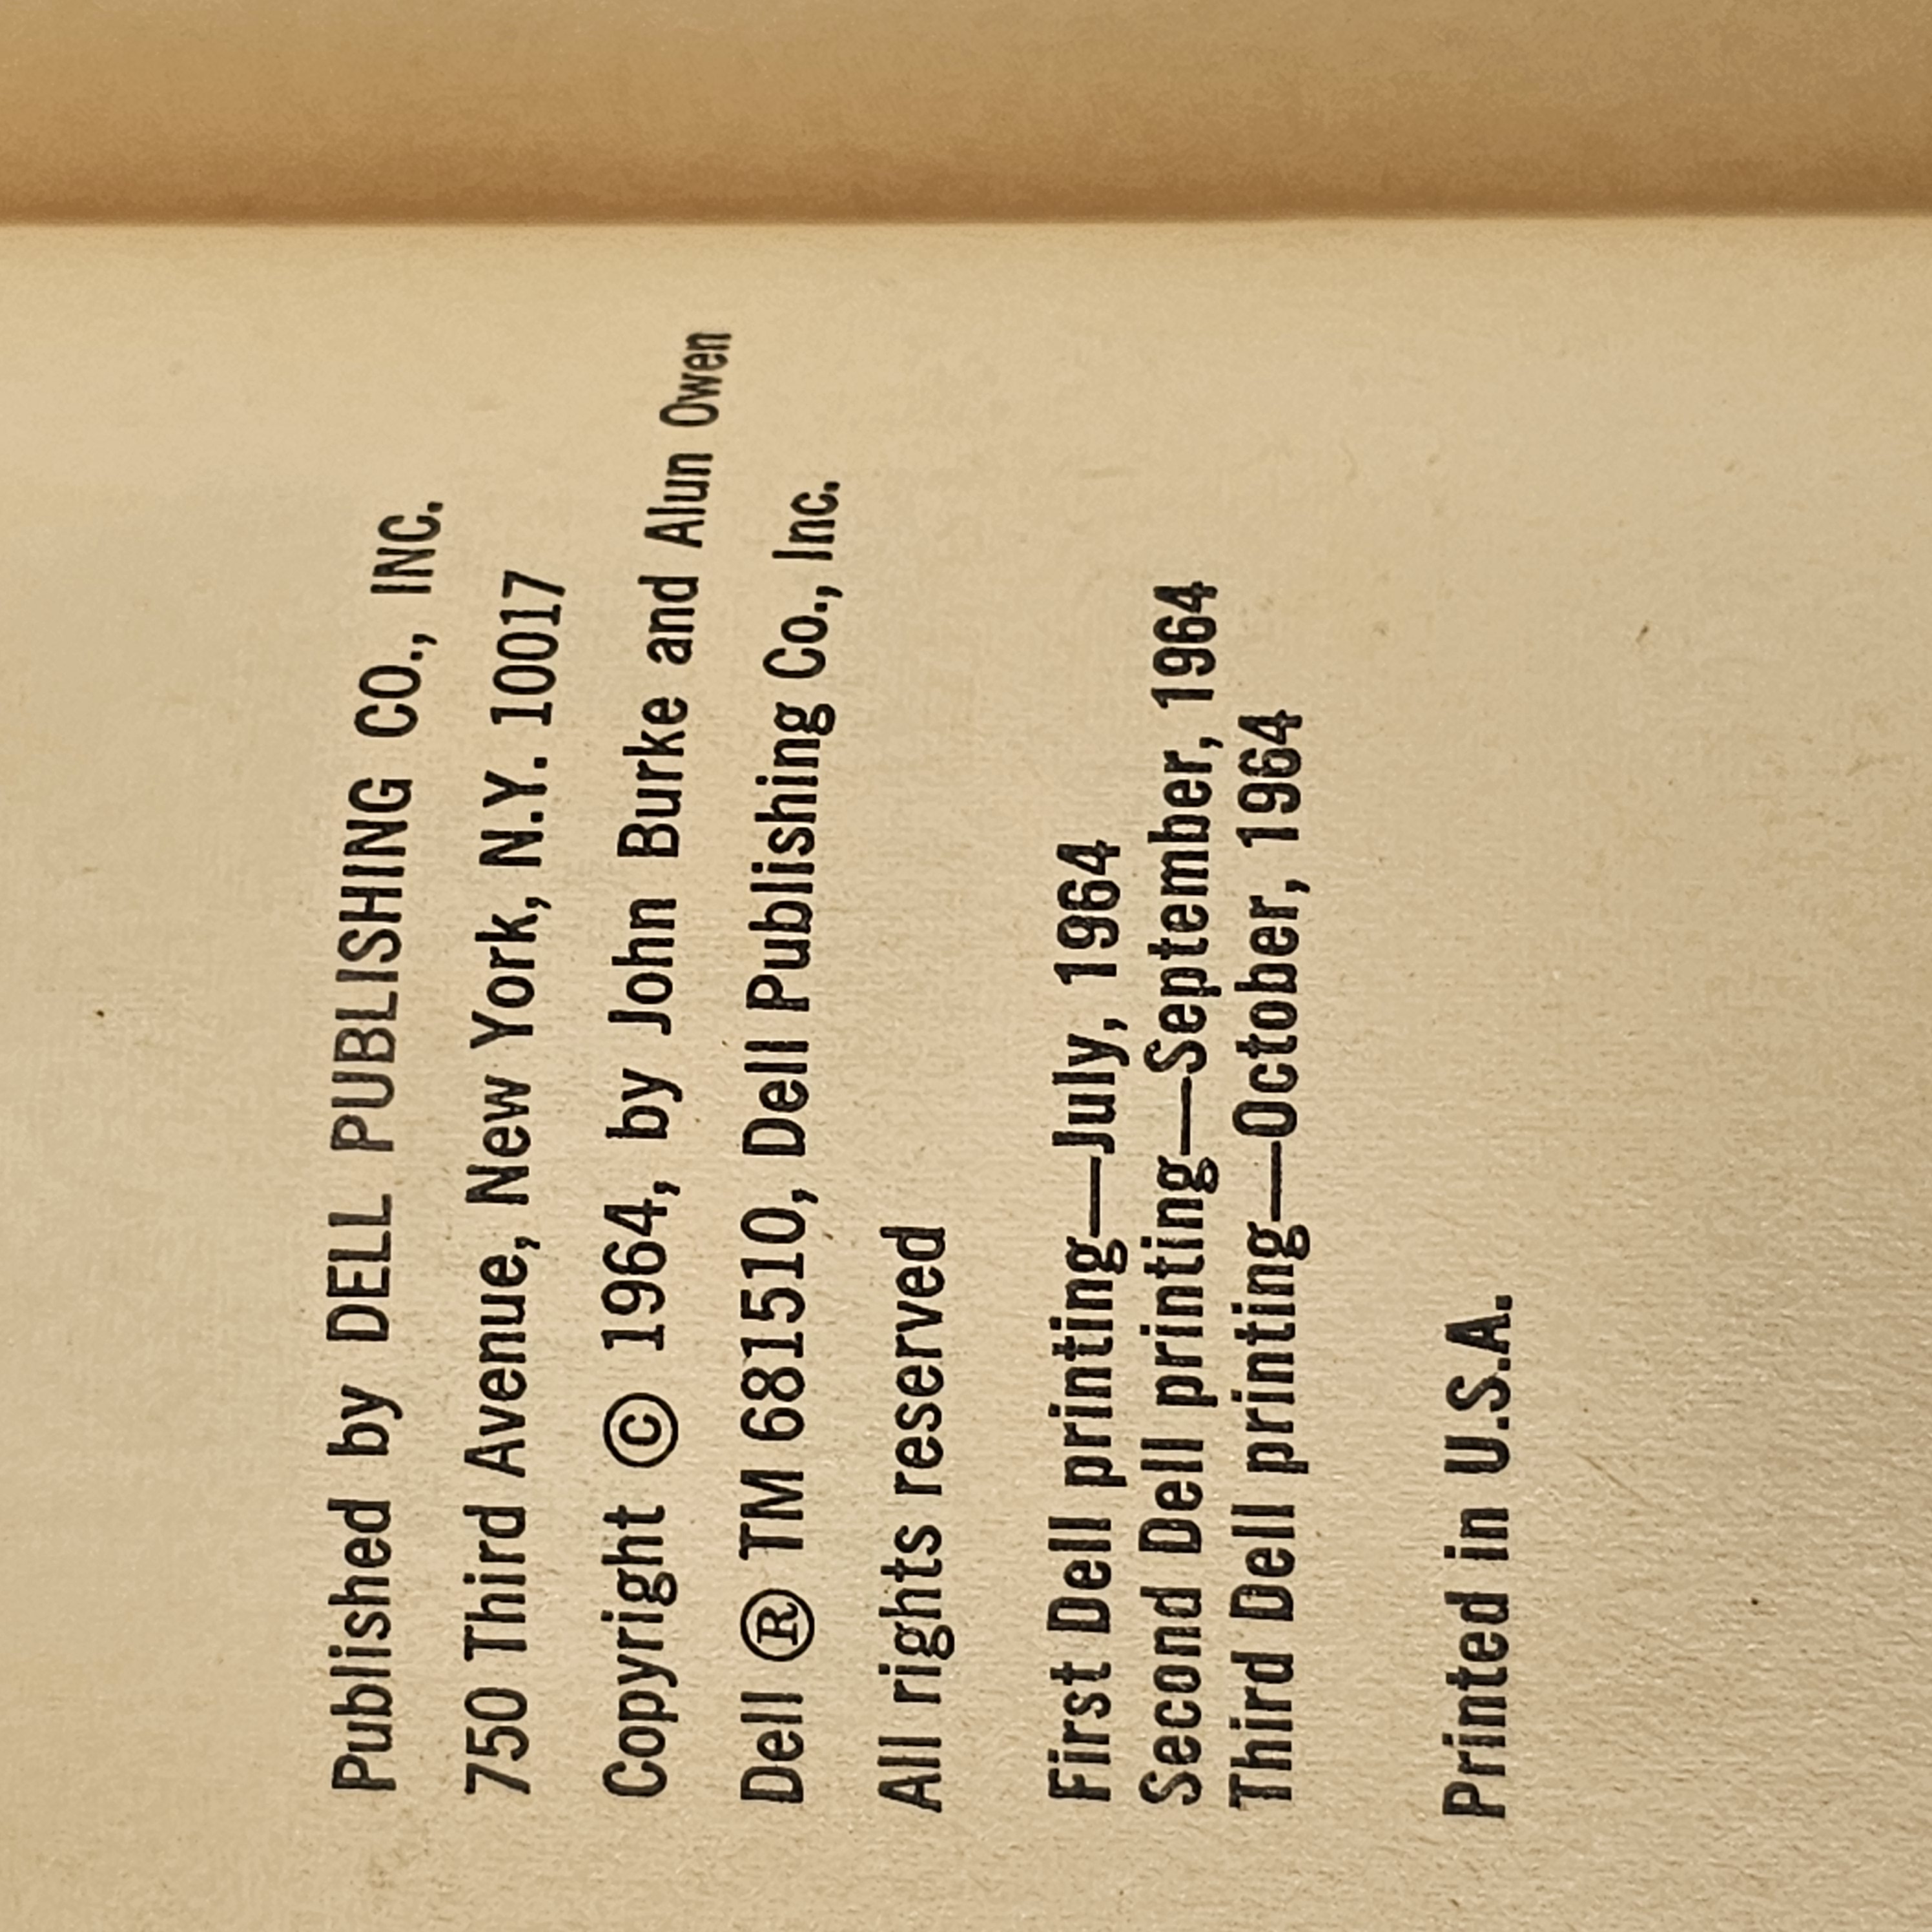 Published by DELL PUBLISHING CO., INC.
750 Third Avenue, New York, N.Y. 10017
Copyright © 1964, by John Burke and Alun Owen
Dell ® TM 681510, Dell Publishing Co., Inc.
All rights reserved
First Dell printing—July, 1964
Second Dell printing—September, 1964
Third Dell printing—October, 1964
Printed in U.S.A.